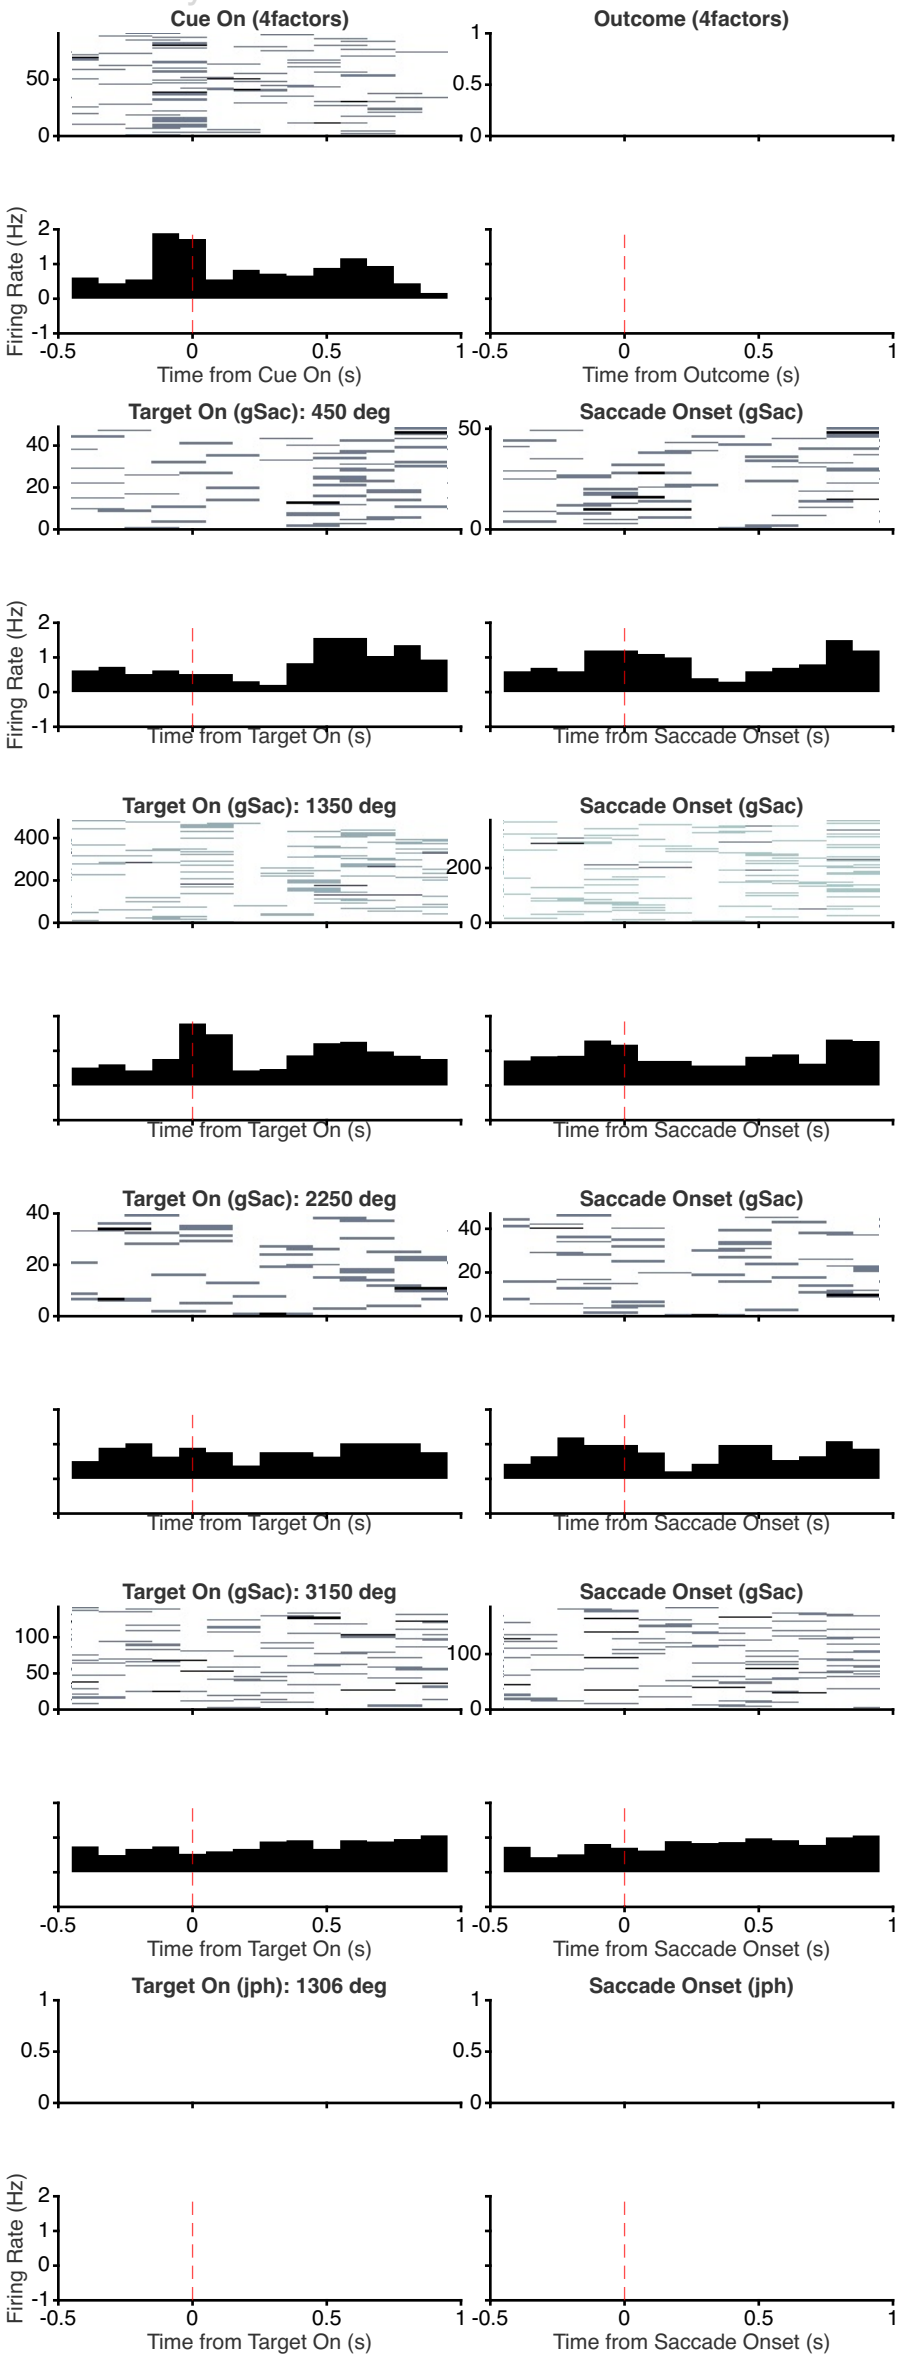 Cue On (4factors) Outcome (4factors)
50
0
1
0.5
0
Firing Rate (Hz)
2
1
0
-1
-0.5 0 0.5 1 -0.5 0 0.5 1
Time from Cue On (s) Time from Outcome (s)
Target On (gSac): 450 deg Saccade Onset (gSac)
40
20
0
50
0
Firing Rate (Hz)
2
1
0
-1
Time from Target On (s) Time from Saccade Onset (s)
Target On (gSac): 1350 deg Saccade Onset (gSac)
400
200
0
200
0
Time from Target On (s) Time from Saccade Onset (s)
Target On (gSac): 2250 deg Saccade Onset (gSac)
40
20
0
40
20
0
Time from Target On (s) Time from Saccade Onset (s)
Target On (gSac): 3150 deg Saccade Onset (gSac)
100
50
0
100
0
-0.5 0 0.5 1 -0.5 0 0.5 1
Time from Target On (s) Time from Saccade Onset (s)
Target On (jph): 1306 deg Saccade Onset (jph)
1
0.5
0
1
0.5
0
Firing Rate (Hz)
2
1
0
-1
-0.5 0 0.5 1 -0.5 0 0.5 1
Time from Target On (s) Time from Saccade Onset (s)